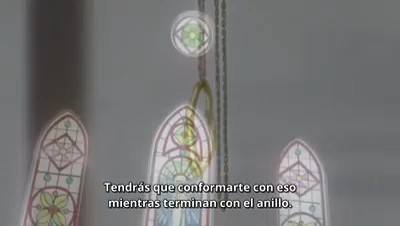 Tendrás que conformarte con eso
mientras terminan con el anillo.